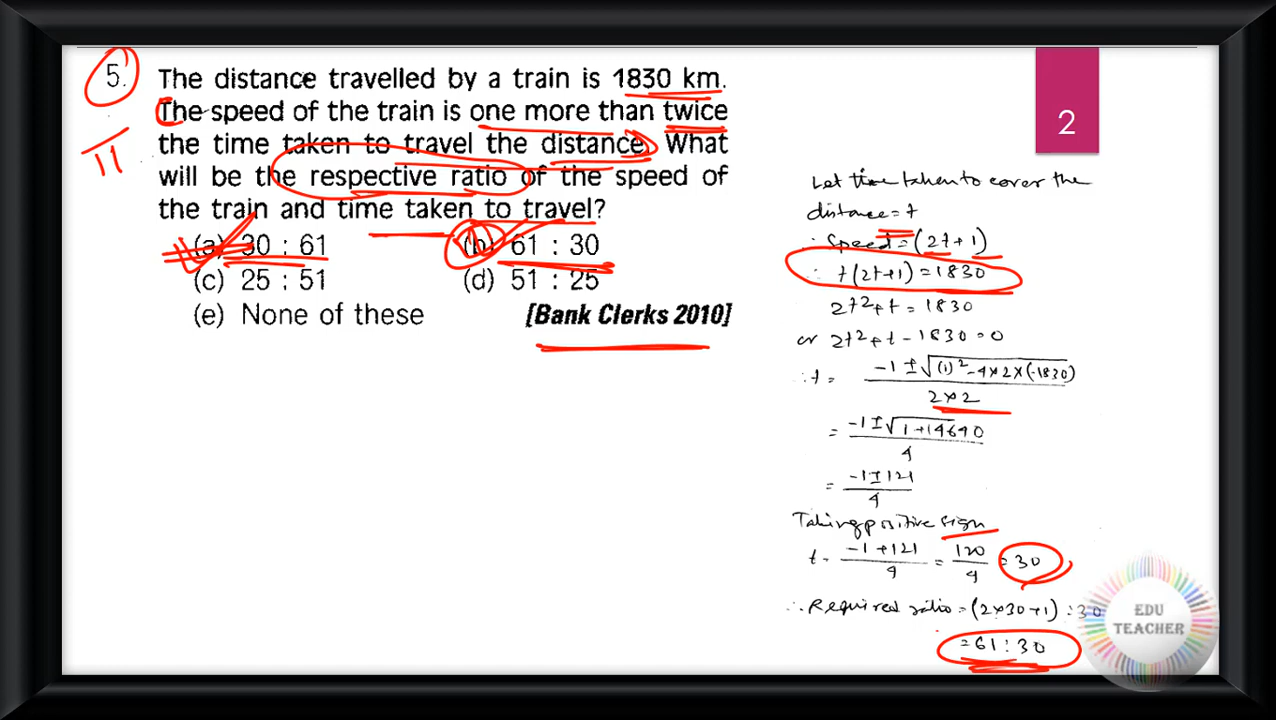 5.
11
The distance travelled by a train is 1830 km.
The speed of the train is one more than twice
the time taken to travel the distance. What
will be the respective ratio of the speed of
the train and time taken to travel?
(a) 30 : 61 (b) 61 : 30
(c) 25 : 51 (d) 51 : 25
(e) None of these [Bank Clerks 2010]
2
Let time taken to cover the
distance = t
∴ Speed = (2t+1)
∴ t(2t+1) = 1830
2t²+t = 1830
or 2t²+t - 1830 = 0
∴ t = -1 ± √(1)² - 4×2×(-1830) / 2×2
= -1 ± √1+14640 / 4
= -1 ± 121 / 4
Taking positive sign
t = -1+121 / 4 = 120 / 4 = 30
∴ Required ratio = (2×30+1) : 30
= 61 : 30
EDU
TEACHER